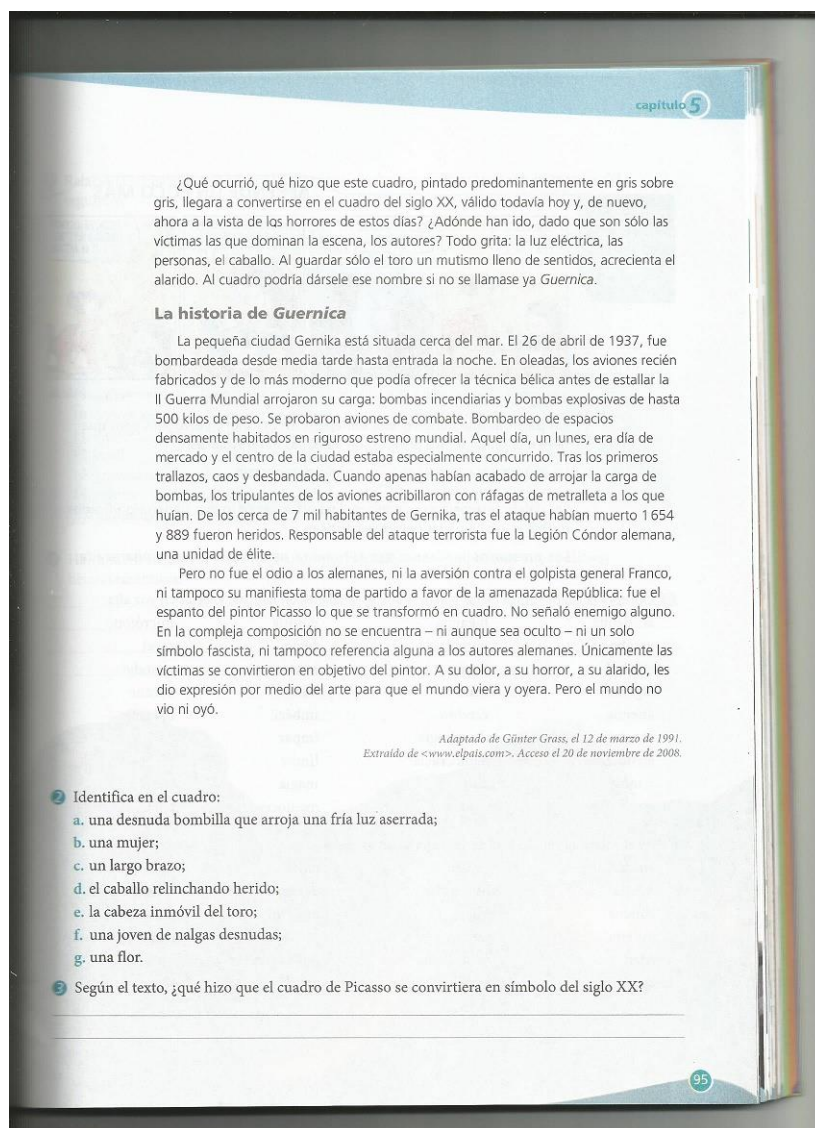 capítulo 5
¿Qué ocurrió, qué hizo que este cuadro, pintado predominantemente en gris sobre
gris, llegara a convertirse en el cuadro del siglo XX, válido todavía hoy y, de nuevo,
ahora a la vista de los horrores de estos días? ¿Adónde han ido, dado que son sólo las
víctimas las que dominan la escena, los autores? Todo grita: la luz eléctrica, las
personas, el caballo. Al guardar sólo el toro un mutismo lleno de sentidos, acrecienta el
alarido. Al cuadro podría dársele ese nombre si no se llamase ya Guernica.
La historia de Guernica
La pequeña ciudad Gernika está situada cerca del mar. El 26 de abril de 1937, fue
bombardeada desde media tarde hasta entrada la noche. En oleadas, los aviones recién
fabricados y de lo más moderno que podía ofrecer la técnica bélica antes de estallar la
II Guerra Mundial arrojaron su carga: bombas incendiarias y bombas explosivas de hasta
500 kilos de peso. Se probaron aviones de combate. Bombardeo de espacios
densamente habitados en riguroso estreno mundial. Aquel día, un lunes, era día de
mercado y el centro de la ciudad estaba especialmente concurrido. Tras los primeros
trallazos, caos y desbandada. Cuando apenas habían acabado de arrojar la carga de
bombas, los tripulantes de los aviones acribillaron con ráfagas de metralleta a los que
huían. De los cerca de 7 mil habitantes de Gernika, tras el ataque habían muerto 1 654
y 889 fueron heridos. Responsable del ataque terrorista fue la Legión Cóndor alemana,
una unidad de élite.
Pero no fue el odio a los alemanes, ni la aversión contra el golpista general Franco,
ni tampoco su manifiesta toma de partido a favor de la amenazada República: fue el
espanto del pintor Picasso lo que se transformó en cuadro. No señaló enemigo alguno.
En la compleja composición no se encuentra – ni aunque sea oculto – ni un solo
símbolo fascista, ni tampoco referencia alguna a los autores alemanes. Únicamente las
víctimas se convirtieron en objetivo del pintor. A su dolor, a su horror, a su alarido, les
dio expresión por medio del arte para que el mundo viera y oyera. Pero el mundo no
vio ni oyó.
Adaptado de Günter Grass, el 12 de marzo de 1991.
Extraído de <www.elpais.com>. Acceso el 20 de noviembre de 2008.
2 Identifica en el cuadro:
a. una desnuda bombilla que arroja una fría luz aserrada;
b. una mujer;
c. un largo brazo;
d. el caballo relinchando herido;
e. la cabeza inmóvil del toro;
f. una joven de nalgas desnudas;
g. una flor.
3 Según el texto, ¿qué hizo que el cuadro de Picasso se convirtiera en símbolo del siglo XX?
95